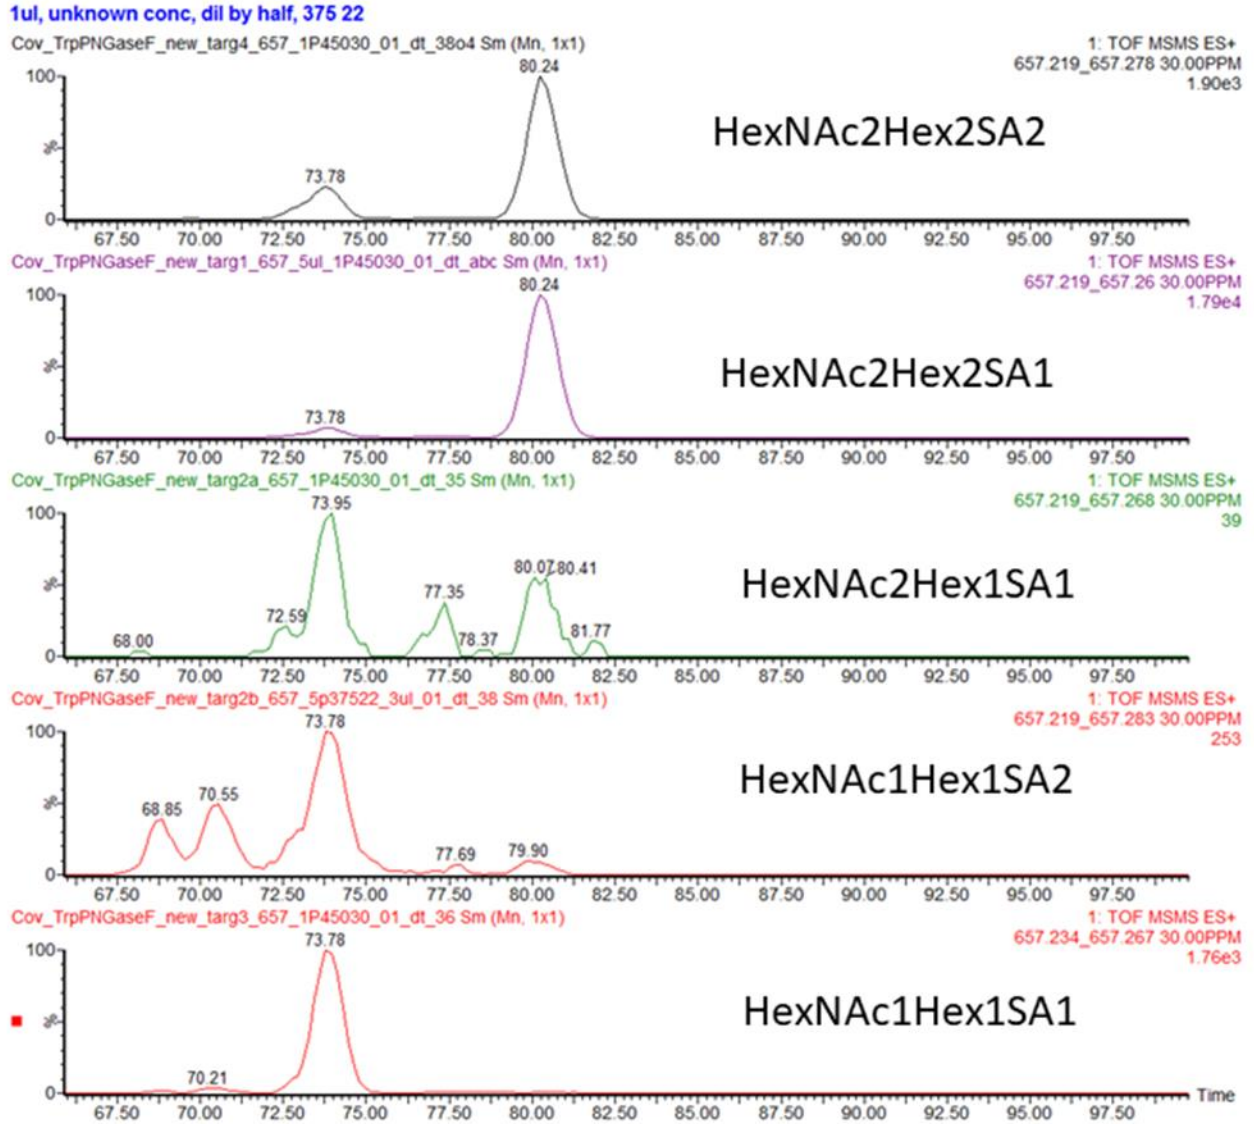 1ul, unknown conc, dil by half, 375 22
Cov_TrpPNGaseF_new_targ4_657_1P45030_01_dt_38o4 Sm (Mn, 1x1)
1: TOF MSMS ES+
657.219_657.278 30.00PPM
1.90e3
100
%
0
80.24
73.78
HexNAc2Hex2SA2
67.50 70.00 72.50 75.00 77.50 80.00 82.50 85.00 87.50 90.00 92.50 95.00 97.50
Cov_TrpPNGaseF_new_targ1_657_5ul_1P45030_01_dt_abc Sm (Mn, 1x1)
1: TOF MSMS ES+
657.219_657.26 30.00PPM
1.79e4
100
%
0
80.24
73.78
HexNAc2Hex2SA1
67.50 70.00 72.50 75.00 77.50 80.00 82.50 85.00 87.50 90.00 92.50 95.00 97.50
Cov_TrpPNGaseF_new_targ2a_657_1P45030_01_dt_35 Sm (Mn, 1x1)
1: TOF MSMS ES+
657.219_657.268 30.00PPM
39
100
%
0
73.95
80.07 80.41
77.35
72.59
68.00
78.37
81.77
HexNAc2Hex1SA1
67.50 70.00 72.50 75.00 77.50 80.00 82.50 85.00 87.50 90.00 92.50 95.00 97.50
Cov_TrpPNGaseF_new_targ2b_657_5p37522_3ul_01_dt_38 Sm (Mn, 1x1)
1: TOF MSMS ES+
657.219_657.283 30.00PPM
253
100
%
0
73.78
70.55
68.85
77.69
79.90
HexNAc1Hex1SA2
67.50 70.00 72.50 75.00 77.50 80.00 82.50 85.00 87.50 90.00 92.50 95.00 97.50
Cov_TrpPNGaseF_new_targ3_657_1P45030_01_dt_36 Sm (Mn, 1x1)
1: TOF MSMS ES+
657.234_657.267 30.00PPM
1.76e3
100
%
0
73.78
70.21
HexNAc1Hex1SA1
Time
67.50 70.00 72.50 75.00 77.50 80.00 82.50 85.00 87.50 90.00 92.50 95.00 97.50